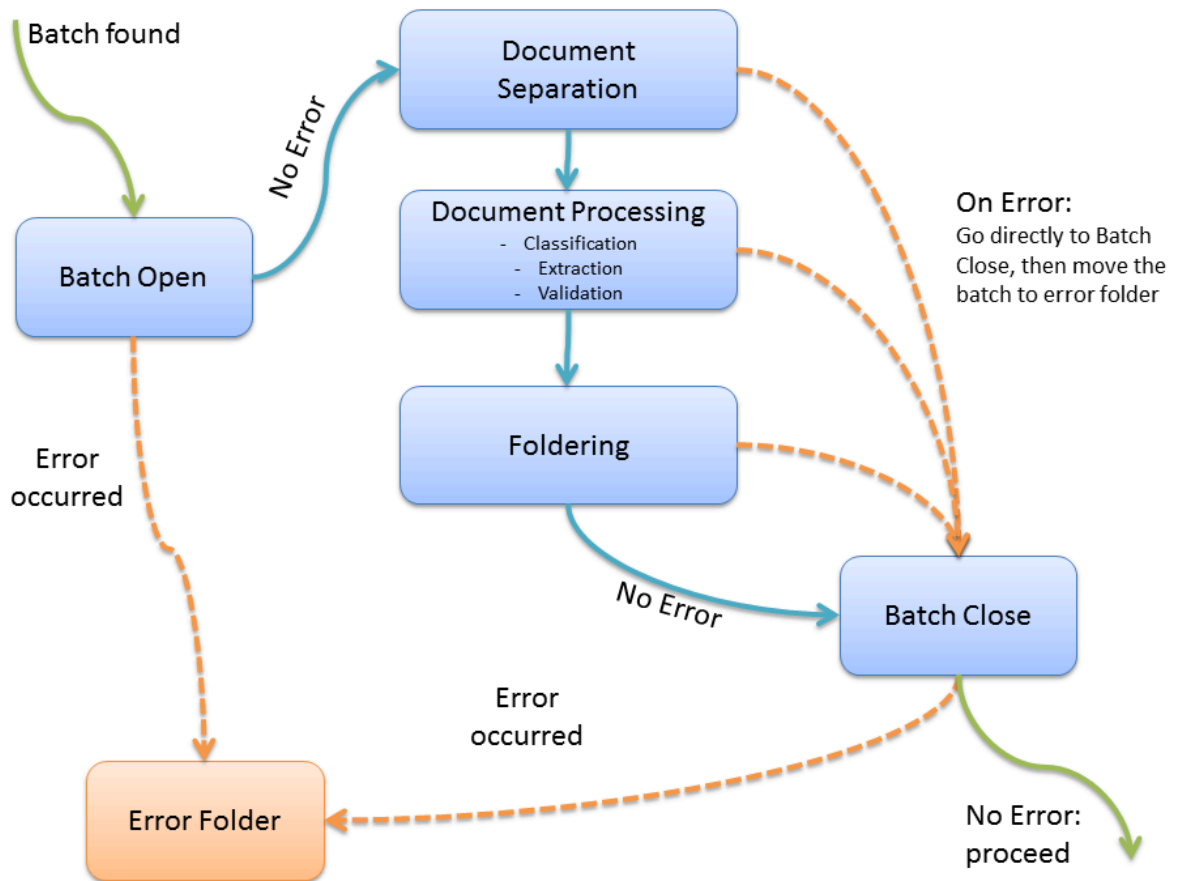 Batch found
Document
Separation
No Error
Document Processing
- Classification
- Extraction
- Validation
On Error:
Go directly to Batch
Close, then move the
batch to error folder
Batch Open
Foldering
Error
occurred
No Error
Batch Close
Error
occurred
Error Folder
No Error:
proceed